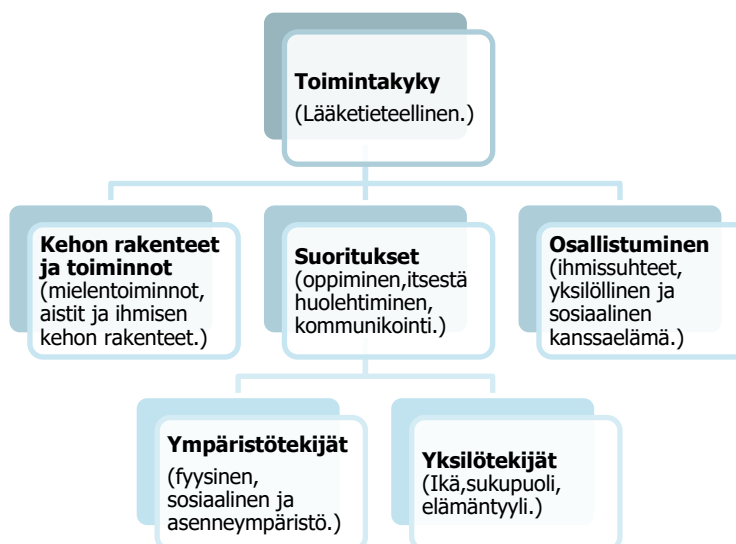 Toimintakyky
(Lääketieteellinen.)
Kehon rakenteet
ja toiminnot
(mielentoiminnot,
aistit ja ihmisen
kehon rakenteet.)
Suoritukset
(oppiminen,itsestä
huolehtiminen,
kommunikointi.)
Osallistuminen
(ihmissuhteet,
yksilöllinen ja
sosiaalinen
kanssaelämä.)
Ympäristötekijät
(fyysinen,
sosiaalinen ja
asenneympäristö.)
Yksilötekijät
(Ikä,sukupuoli,
elämäntyyli.)